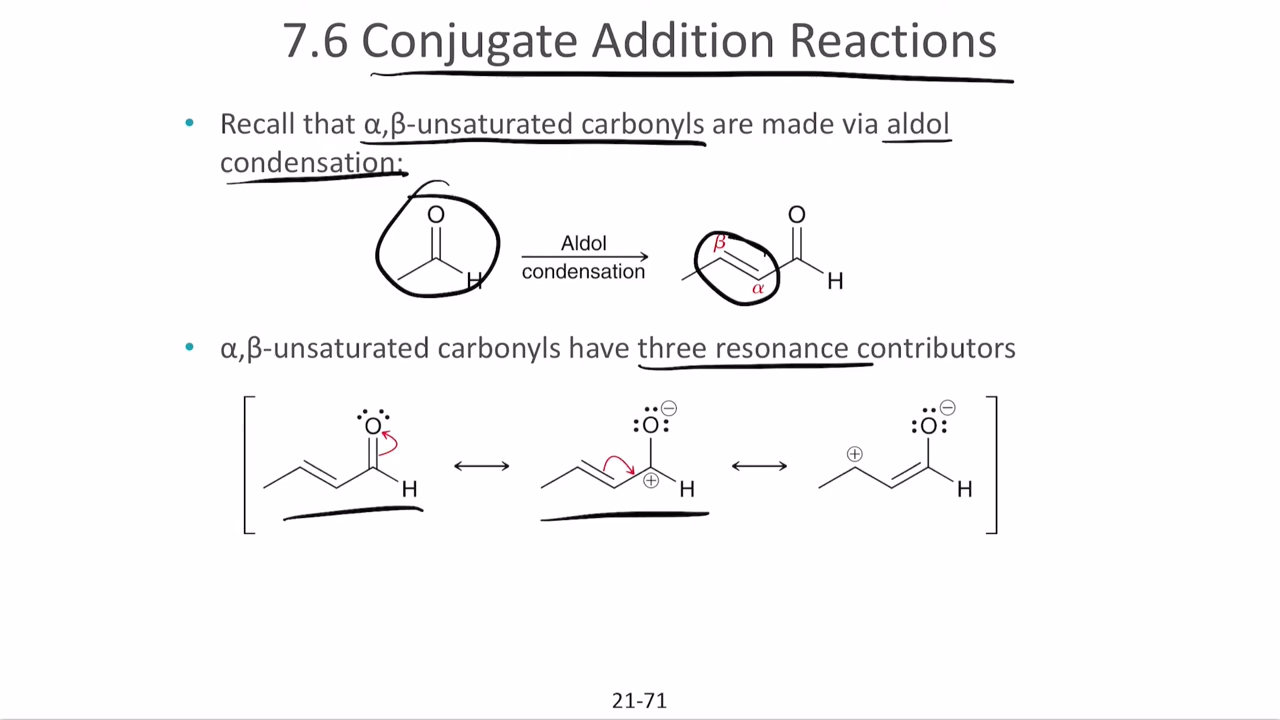 7.6 Conjugate Addition Reactions
• Recall that α,β-unsaturated carbonyls are made via aldol
condensation:
O
H
Aldol
condensation
O
β
α
H
• α,β-unsaturated carbonyls have three resonance contributors
O
H
:O: ⊖
⊕
H
:O: ⊖
⊕
H
21-71